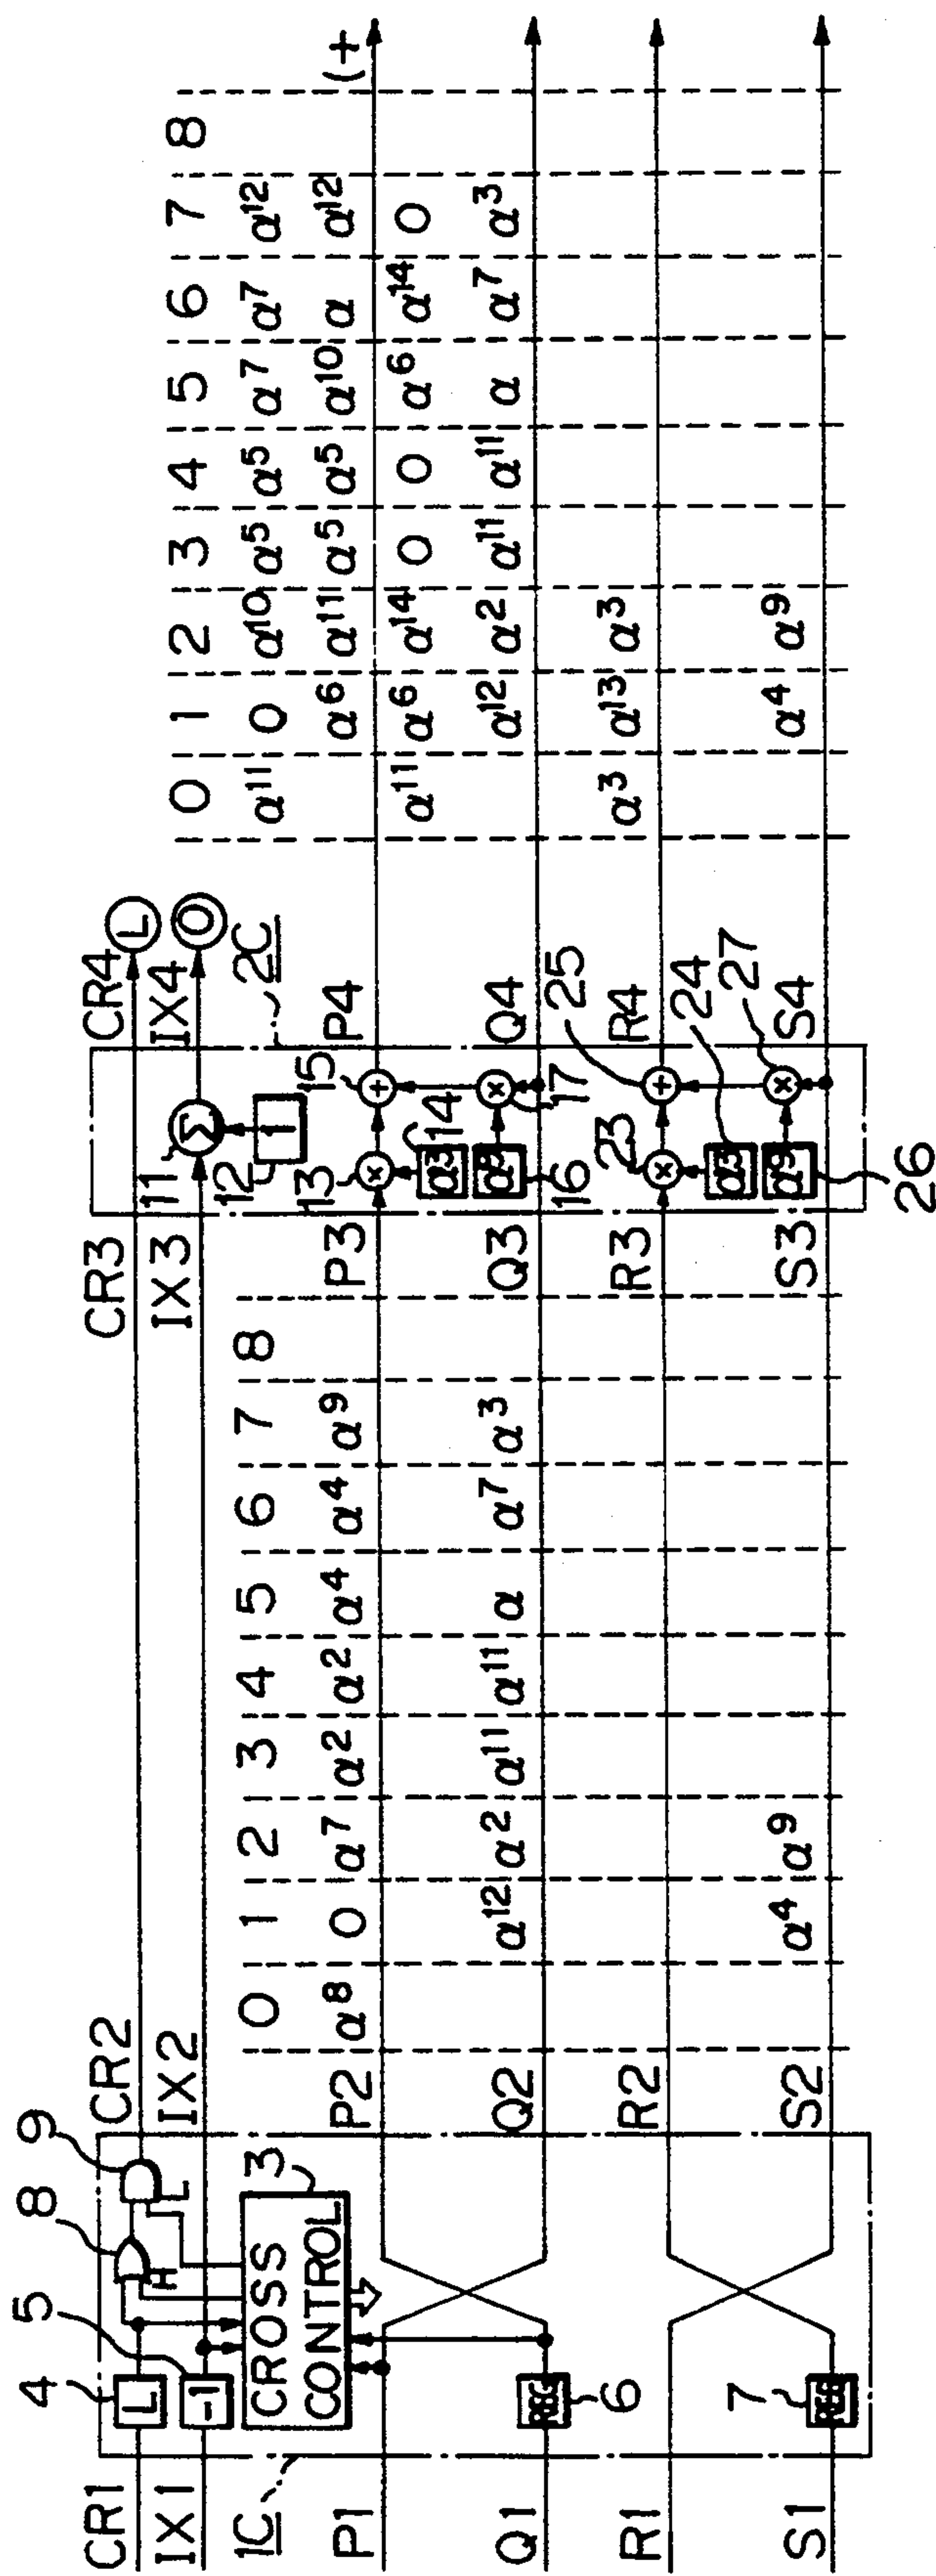 4 5 8 9
CR1 L CR2 CR3 CR4 L
IX1 -1 H L IX2 IX3 11 Σ IX4 0
12 1 2C
1C CROSS CONTROL 3
0 1 2 3 4 5 6 7 8
0 1 2 3 4 5 6 7 8
α¹¹ 0 α¹⁰ α⁵ α⁵ α⁷ α⁷ α¹²
P1 P2 α⁸ 0 α⁷ α² α² α⁴ α⁴ α⁹ P3 13 × + 15 P4 α⁶ α¹¹ α⁵ α⁵ α¹⁰ α α¹² (+
α³ 14 α¹¹ α⁶ α¹⁴ 0 0 α⁶ α¹⁴ 0
Q1 REG 6 Q2 α¹² α² α¹¹ α¹¹ α α⁷ α³ Q3 16 × 17 Q4 α¹² α² α¹¹ α¹¹ α α⁷ α³
25
R1 R2 R3 23 × + R4 α³ α¹³ α³
α³ 24
S1 7 REG S2 α⁴ α⁹ S3 α⁹ × 27 S4 α⁴ α⁹
26